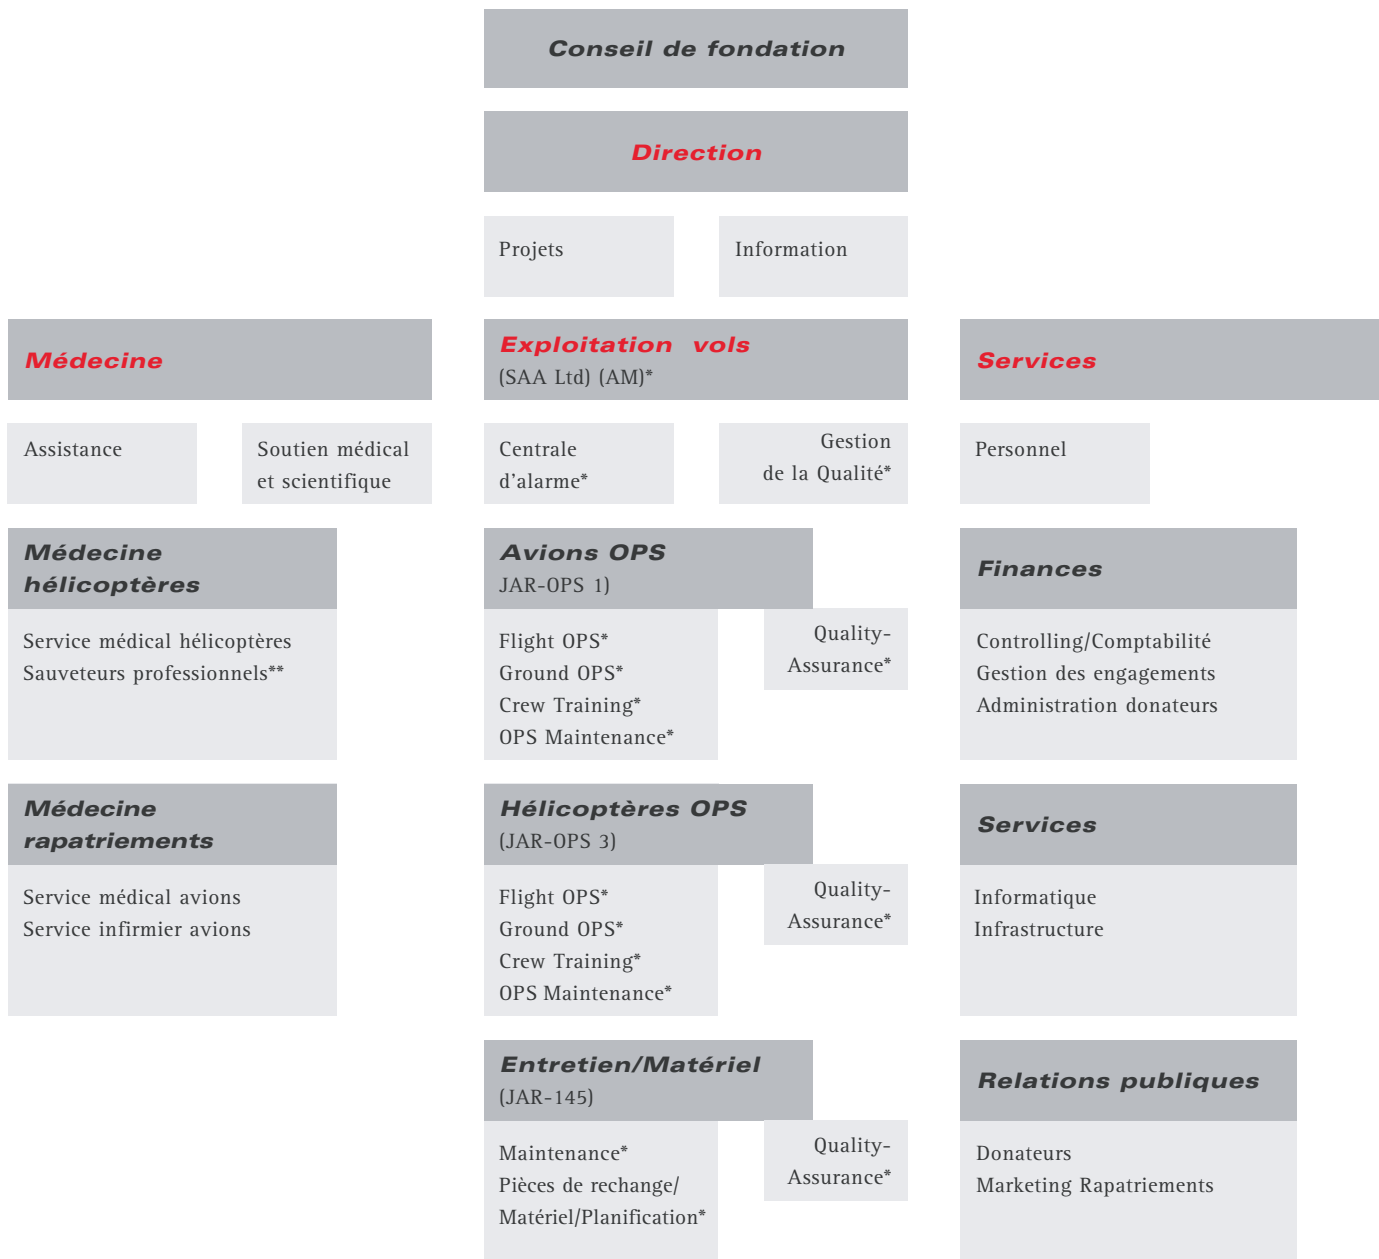 Conseil de fondation
Direction
Projets
Information
Médecine
Assistance
Soutien médical
et scientifique
Médecine
hélicoptères
Service médical hélicoptères
Sauveteurs professionnels**
Médecine
rapatriements
Service médical avions
Service infirmier avions
Exploitation vols
(SAA Ltd) (AM)*
Centrale
d'alarme*
Gestion
de la Qualité*
Avions OPS
JAR-OPS 1)
Flight OPS*
Ground OPS*
Crew Training*
OPS Maintenance*
Quality-
Assurance*
Hélicoptères OPS
(JAR-OPS 3)
Flight OPS*
Ground OPS*
Crew Training*
OPS Maintenance*
Quality-
Assurance*
Entretien/Matériel
(JAR-145)
Maintenance*
Pièces de rechange/
Matériel/Planification*
Quality-
Assurance*
Services
Personnel
Finances
Controlling/Comptabilité
Gestion des engagements
Administration donateurs
Services
Informatique
Infrastructure
Relations publiques
Donateurs
Marketing Rapatriements